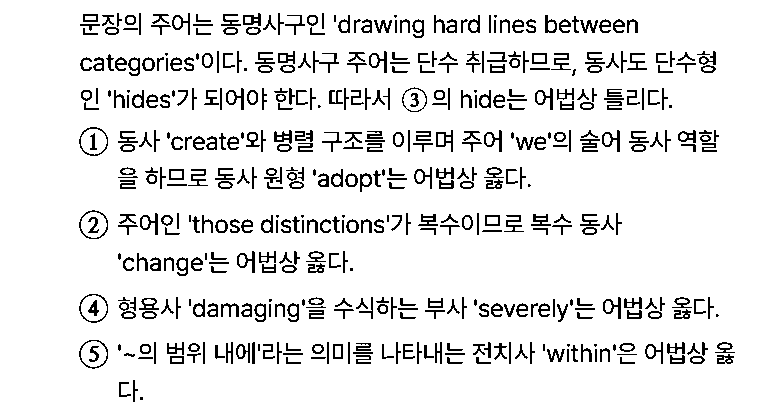 문장의 주어는 동명사구인 'drawing hard lines between
categories'이다. 동명사구 주어는 단수 취급하므로, 동사도 단수형
인 'hides'가 되어야 한다. 따라서 ③의 hide는 어법상 틀리다.
① 동사 'create'와 병렬 구조를 이루며 주어 'we'의 술어 동사 역할
을 하므로 동사 원형 'adopt'는 어법상 옳다.
② 주어인 'those distinctions'가 복수이므로 복수 동사
'change'는 어법상 옳다.
④ 형용사 'damaging'을 수식하는 부사 'severely'는 어법상 옳다.
⑤ '~의 범위 내에'라는 의미를 나타내는 전치사 'within'은 어법상 옳
다.